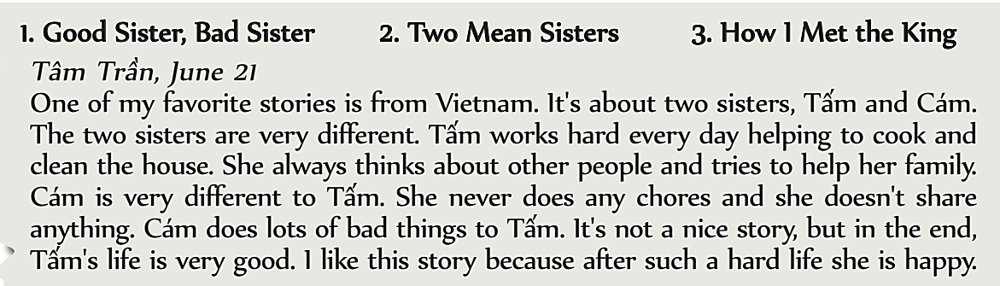 1. Good Sister, Bad Sister 2. Two Mean Sisters 3. How I Met the King
Tâm Trần, June 21
One of my favorite stories is from Vietnam. It's about two sisters, Tấm and Cám.
The two sisters are very different. Tấm works hard every day helping to cook and
clean the house. She always thinks about other people and tries to help her family.
Cám is very different to Tấm. She never does any chores and she doesn't share
anything. Cám does lots of bad things to Tấm. It's not a nice story, but in the end,
Tấm's life is very good. I like this story because after such a hard life she is happy.